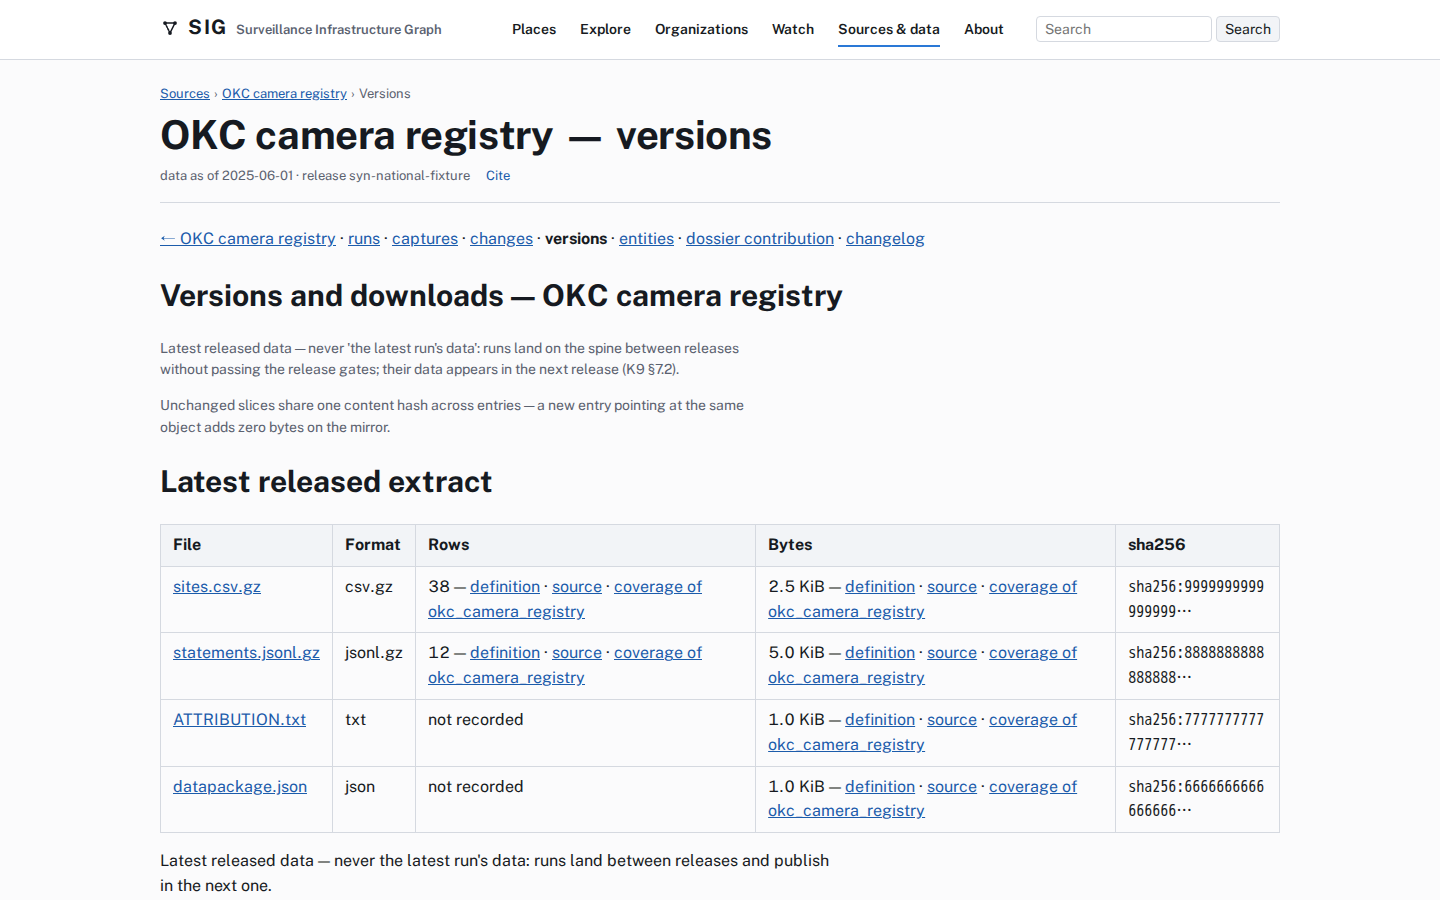 SIG Surveillance Infrastructure Graph Places Explore Organizations Watch Sources & data About Search Search
Sources › OKC camera registry › Versions
OKC camera registry — versions
data as of 2025-06-01 · release syn-national-fixture Cite
← OKC camera registry · runs · captures · changes · versions · entities · dossier contribution · changelog
Versions and downloads — OKC camera registry
Latest released data — never 'the latest run's data': runs land on the spine between releases
without passing the release gates; their data appears in the next release (K9 §7.2).
Unchanged slices share one content hash across entries — a new entry pointing at the same
object adds zero bytes on the mirror.
Latest released extract
File Format Rows Bytes sha256
sites.csv.gz csv.gz 38 — definition · source · coverage of 2.5 KiB — definition · source · coverage of sha256:9999999999
okc_camera_registry okc_camera_registry 999999…
statements.jsonl.gz jsonl.gz 12 — definition · source · coverage of 5.0 KiB — definition · source · coverage of sha256:8888888888
okc_camera_registry okc_camera_registry 888888…
ATTRIBUTION.txt txt not recorded 1.0 KiB — definition · source · coverage of sha256:7777777777
okc_camera_registry 777777…
datapackage.json json not recorded 1.0 KiB — definition · source · coverage of sha256:6666666666
okc_camera_registry 666666…
Latest released data — never the latest run's data: runs land between releases and publish
in the next one.